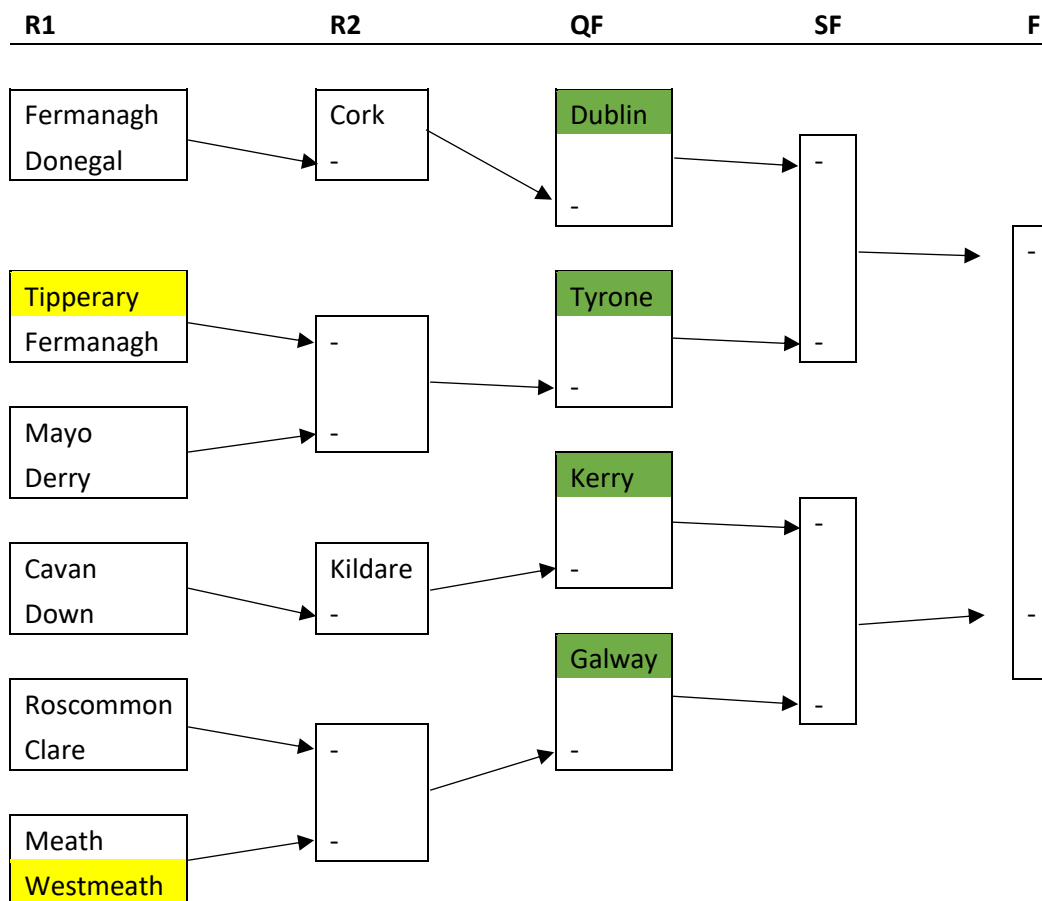 R1 R2 QF SF F
Fermanagh
Donegal
Cork
-
Dublin
-
-
-
-
Tipperary
Fermanagh
-
-
Tyrone
-
Mayo
Derry
Kerry
-
-
-
-
Cavan
Down
Kildare
-
Galway
-
Roscommon
Clare
-
-
Meath
Westmeath